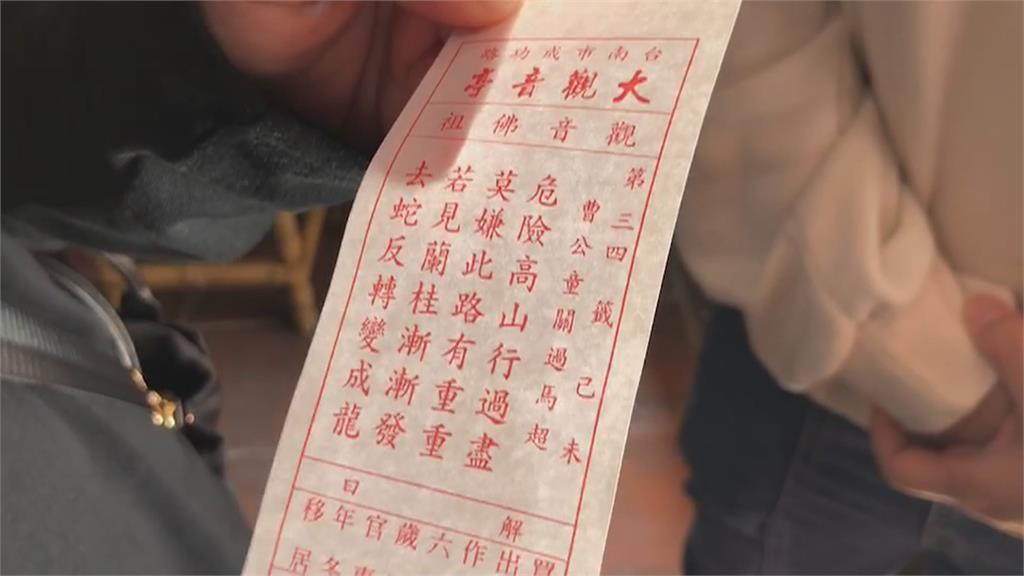 台南市成功路
大觀音亭
觀音佛祖
第三四籤 己未
曹公童關過馬超
危險高山行過盡
莫嫌此路有重重
若見蘭桂漸漸發
去蛇反轉變成龍
解曰
出作六歲官年移
居